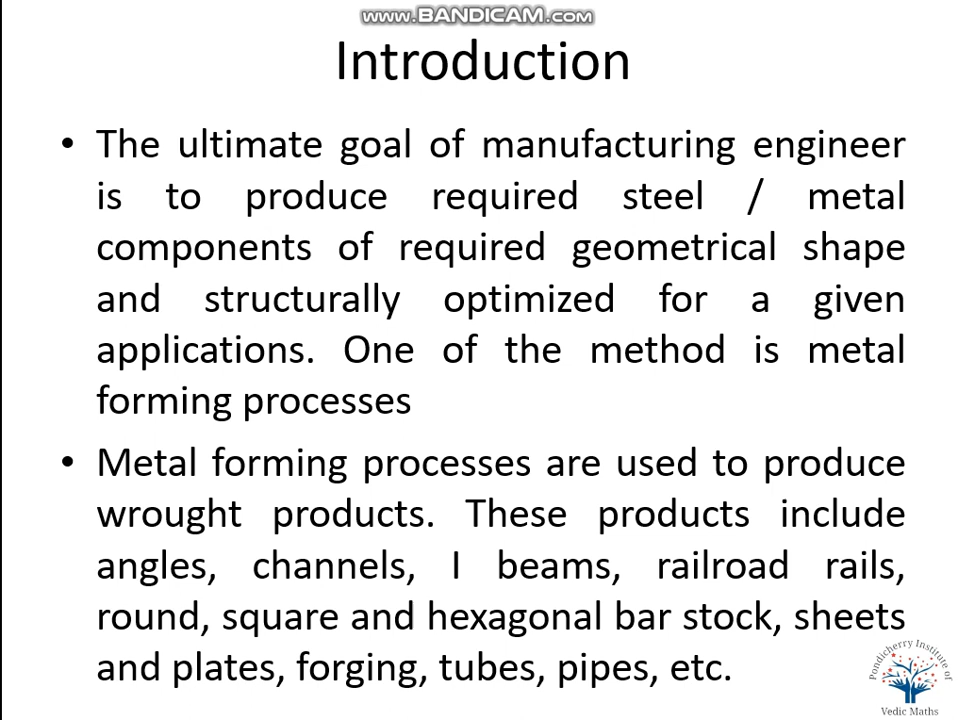 www.BANDICAM.com
Introduction
• The ultimate goal of manufacturing engineer
is to produce required steel / metal
components of required geometrical shape
and structurally optimized for a given
applications. One of the method is metal
forming processes
• Metal forming processes are used to produce
wrought products. These products include
angles, channels, I beams, railroad rails,
round, square and hexagonal bar stock, sheets
and plates, forging, tubes, pipes, etc.
Pondicherry Institute of
Vedic Maths